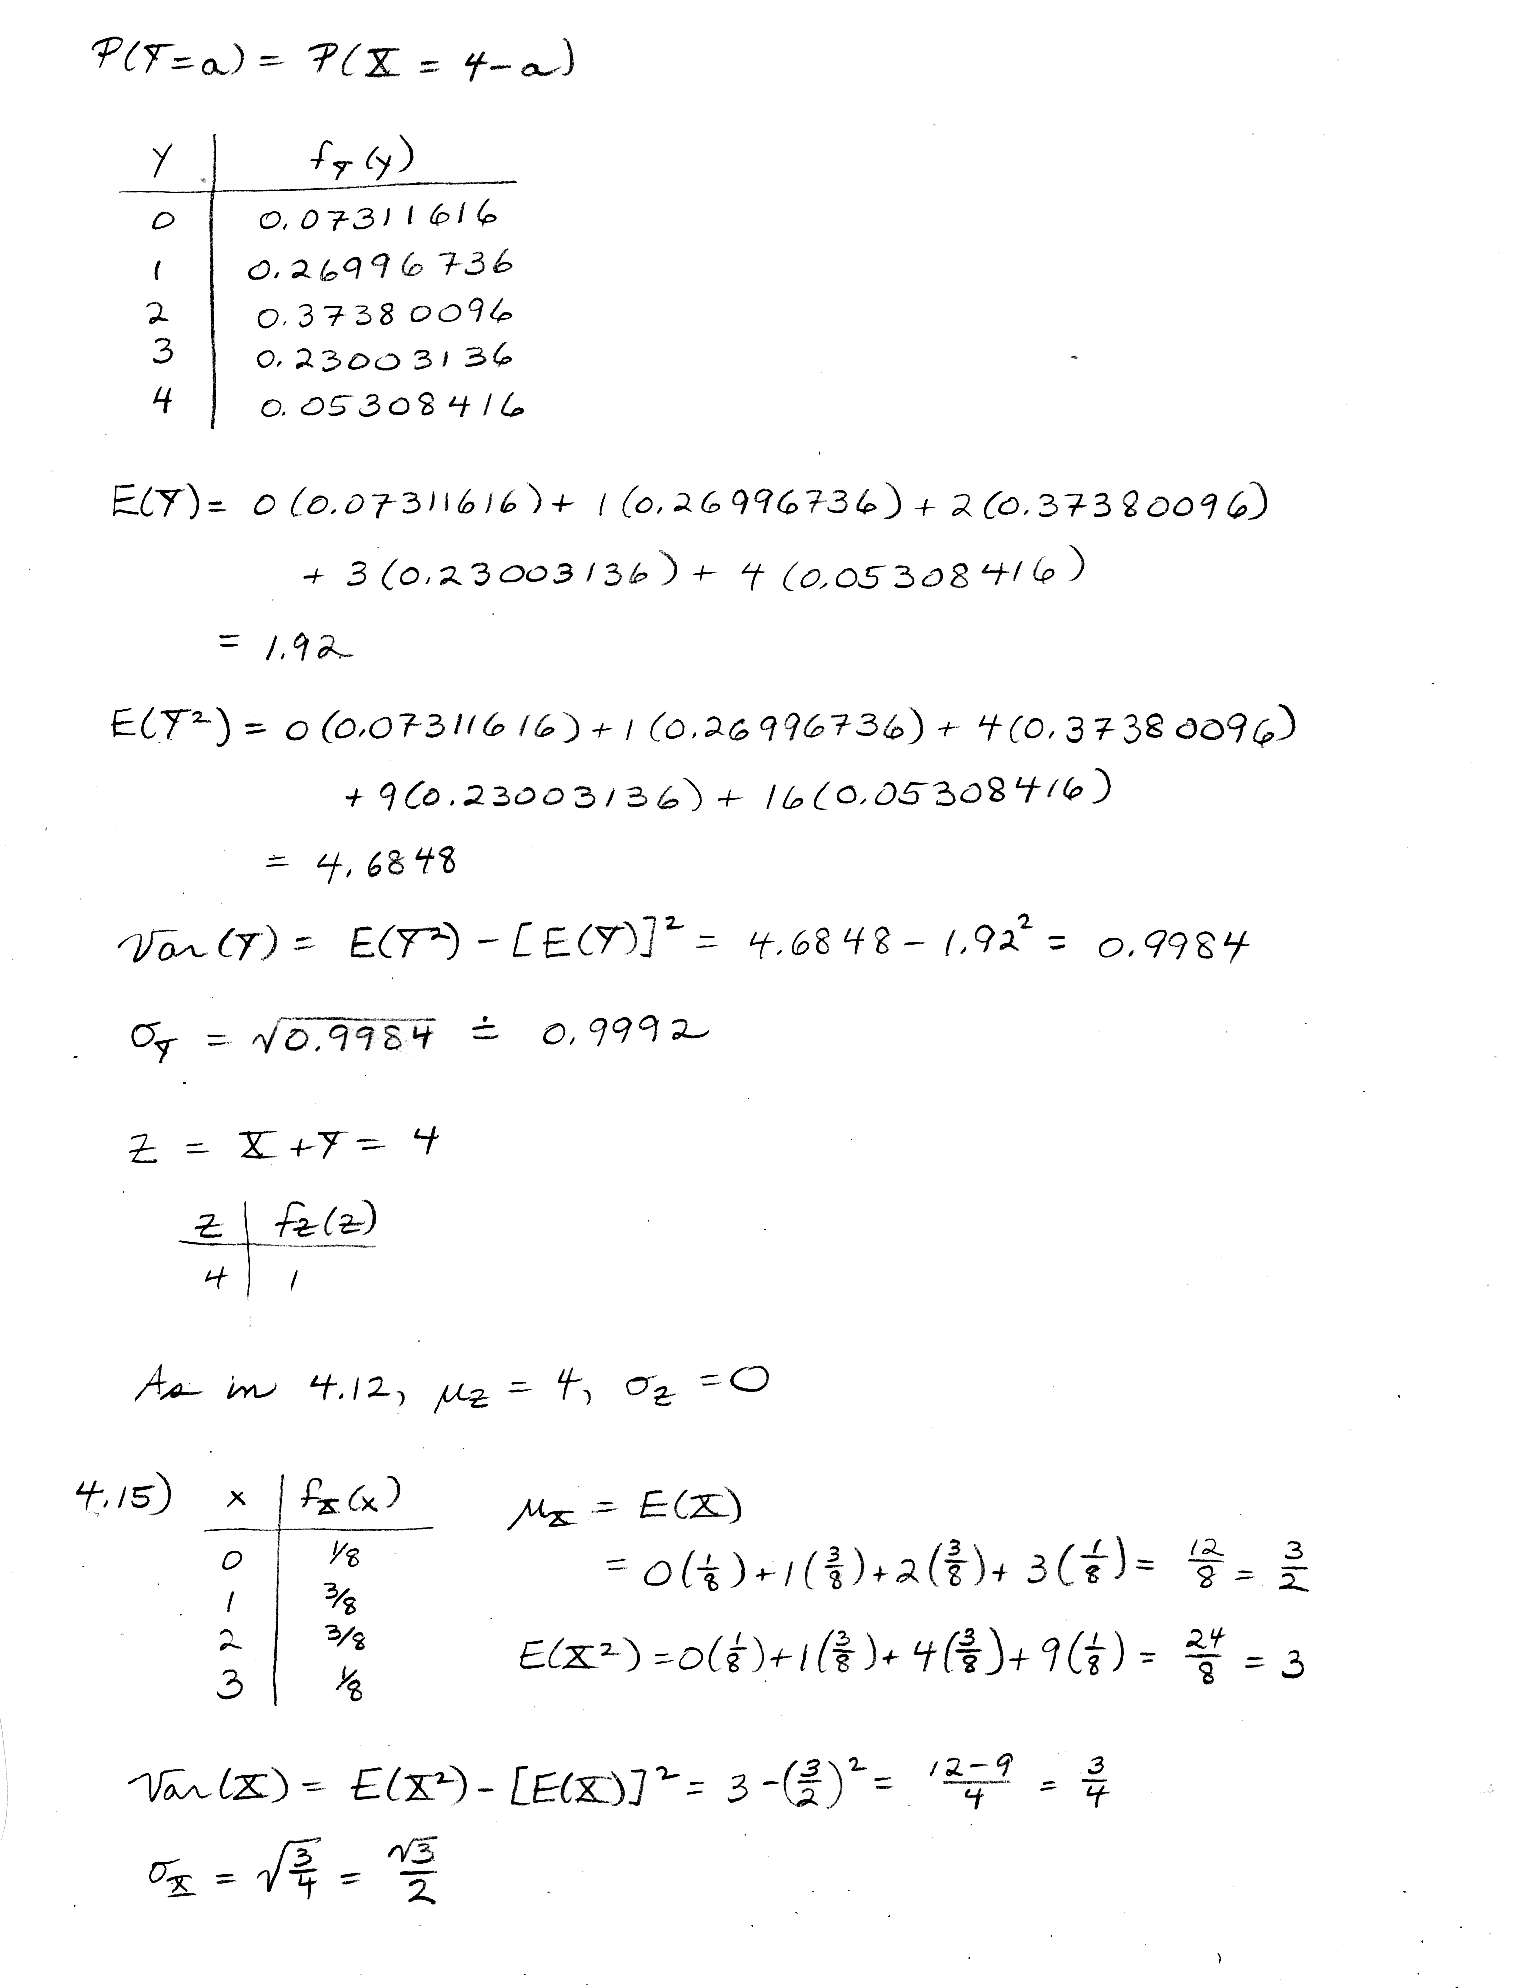 P(Y=a) = P(X = 4-a)
y | f_Y(y)
0 | 0.07311616
1 | 0.26996736
2 | 0.37380096
3 | 0.23003136
4 | 0.05308416
E(Y) = 0(0.07311616) + 1(0.26996736) + 2(0.37380096)
+ 3(0.23003136) + 4(0.05308416)
= 1.92
E(Y²) = 0(0.07311616) + 1(0.26996736) + 4(0.37380096)
+ 9(0.23003136) + 16(0.05308416)
= 4.6848
Var(Y) = E(Y²) - [E(Y)]² = 4.6848 - 1.92² = 0.9984
σ_Y = √0.9984 ≐ 0.9992
Z = X + Y = 4
z | f_Z(z)
4 | 1
As in 4.12, μ_Z = 4, σ_Z = 0
4.15) x | f_X(x) μ_X = E(X)
0 | 1/8 = 0(1/8) + 1(3/8) + 2(3/8) + 3(1/8) = 12/8 = 3/2
1 | 3/8
2 | 3/8 E(X²) = 0(1/8) + 1(3/8) + 4(3/8) + 9(1/8) = 24/8 = 3
3 | 1/8
Var(X) = E(X²) - [E(X)]² = 3 - (3/2)² = 12-9/4 = 3/4
σ_X = √3/4 = √3/2